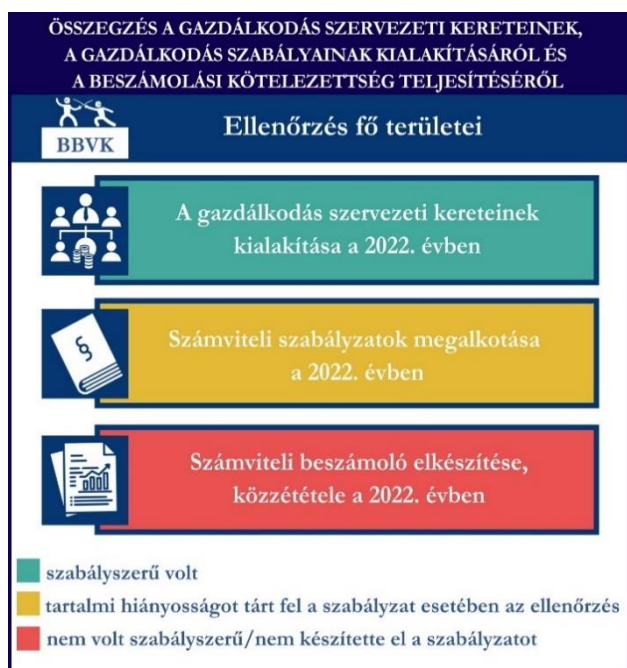 ÖSSZEGZÉS A GAZDÁLKODÁS SZERVEZETI KERETEINEK,
A GAZDÁLKODÁS SZABÁLYAINAK KIALAKÍTÁSÁRÓL ÉS
A BESZÁMOLÁSI KÖTELEZETTSÉG TELJESÍTÉSÉRŐL
BBVK
Ellenőrzés fő területei
A gazdálkodás szervezeti kereteinek
kialakítása a 2022. évben
§
Számviteli szabályzatok megalkotása
a 2022. évben
Számviteli beszámoló elkészítése,
közzététele a 2022. évben
szabályszerű volt
tartalmi hiányosságot tárt fel a szabályzat esetében az ellenőrzés
nem volt szabályszerű/nem készítette el a szabályzatot